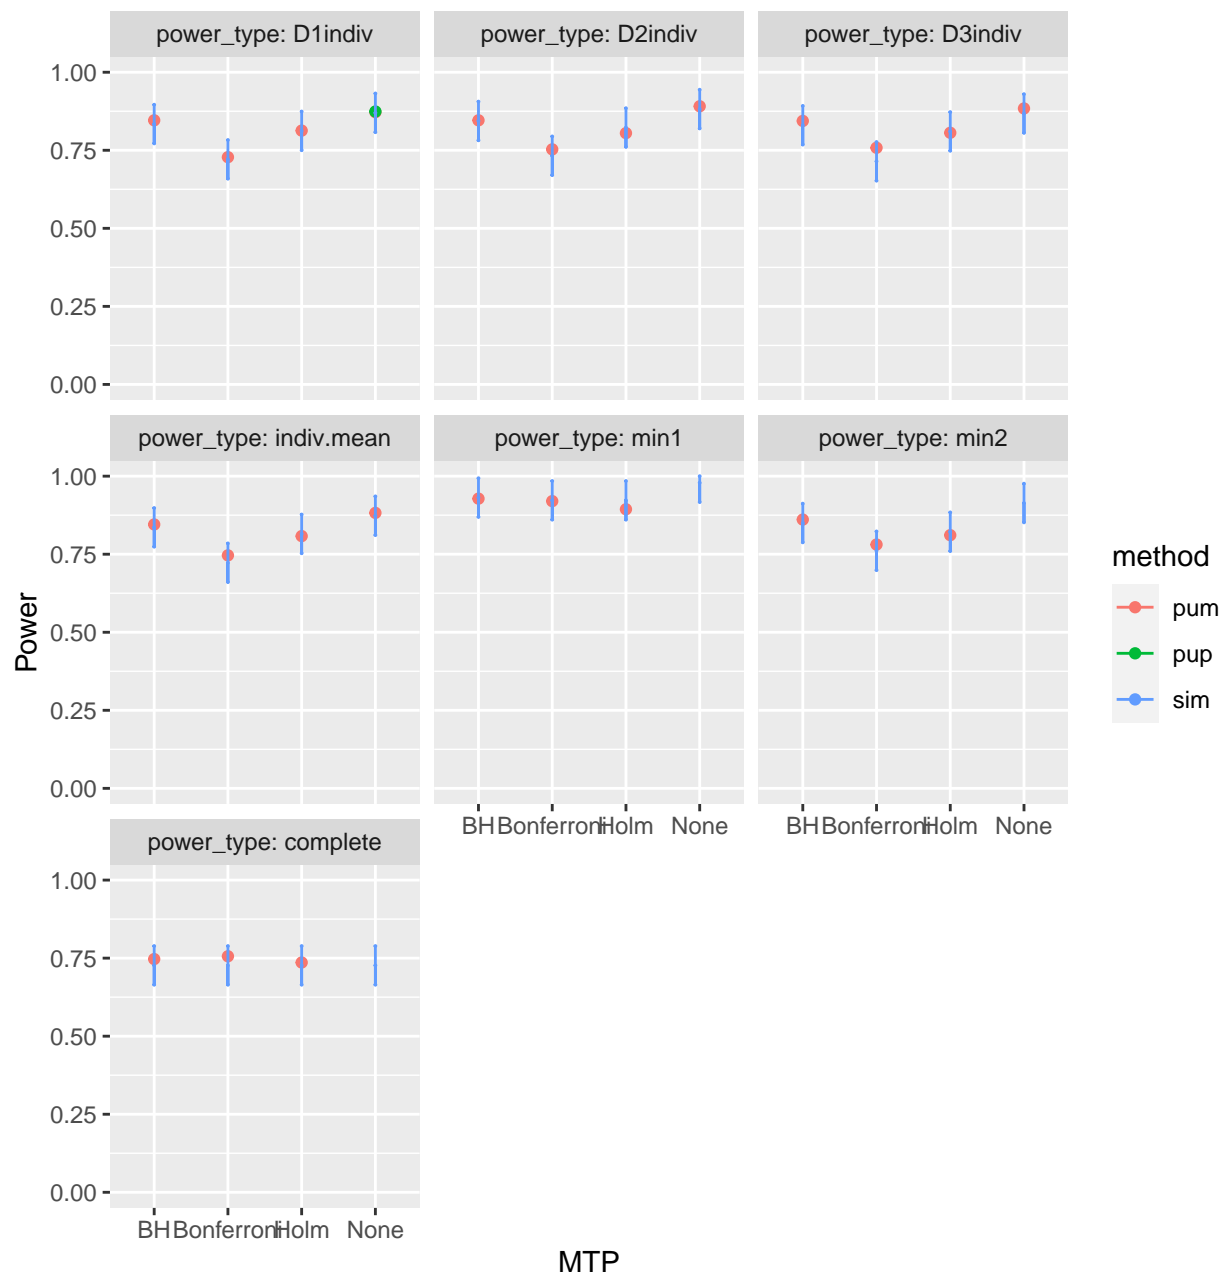 power_type: D1indiv
power_type: D2indiv
power_type: D3indiv
1.00
0.75
0.50
0.25
0.00
power_type: indiv.mean
power_type: min1
power_type: min2
1.00
0.75
0.50
0.25
0.00
BH Bonferroni Holm None
BH Bonferroni Holm None
power_type: complete
1.00
0.75
0.50
0.25
0.00
BH Bonferroni Holm None
MTP
Power
method
pum
pup
sim